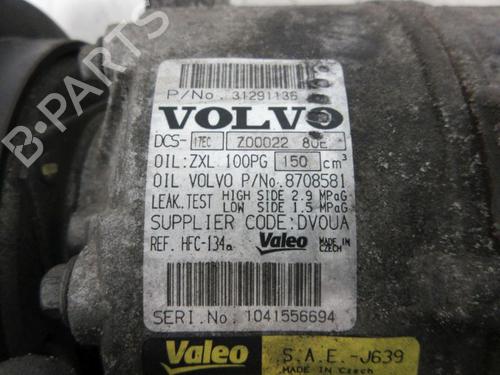 P/No. 31291136
VOLVO
DCS- 17EC Z00022 80E
OIL:ZXL 100PG 150 cm³
OIL VOLVO P/No.8708581
LEAK.TEST HIGH SIDE 2.9 MPaG
LOW SIDE 1.5 MPaG
SUPPLIER CODE:DVOUA
REF. HFC-134a Valeo MADE IN CZECH
SERI.No. 1041556694
Valeo S.A.E.-J639
MADE IN Czech